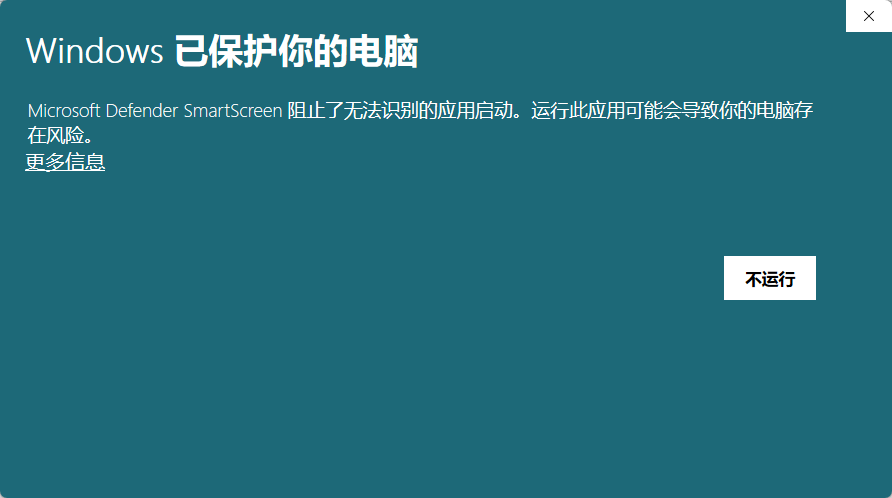 Windows 已保护你的电脑
Microsoft Defender SmartScreen 阻止了无法识别的应用启动。运行此应用可能会导致你的电脑存
在风险。
更多信息
不运行